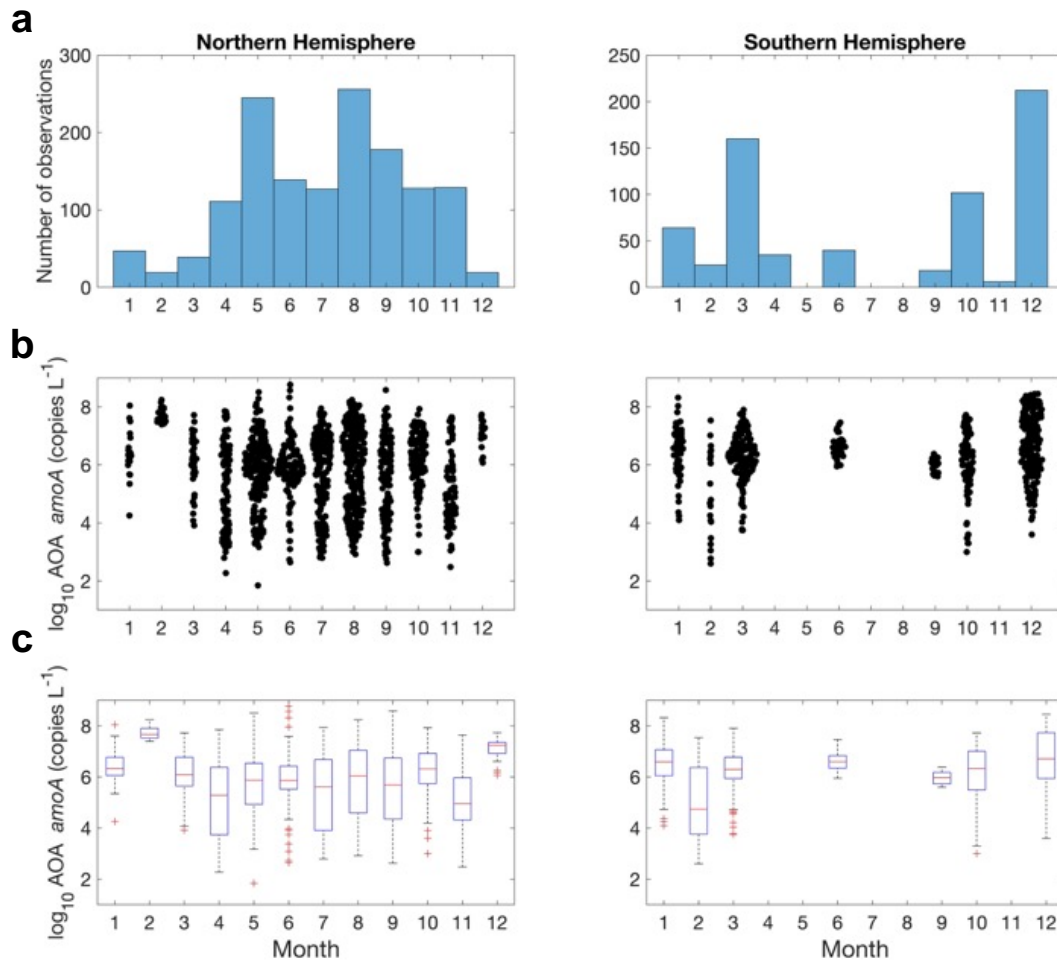 a
Northern Hemisphere
Southern Hemisphere
Number of observations
300
200
100
0
1 2 3 4 5 6 7 8 9 10 11 12
250
200
150
100
50
0
1 2 3 4 5 6 7 8 9 10 11 12
b
log₁₀ AOA amoA (copies L⁻¹)
8
6
4
2
1 2 3 4 5 6 7 8 9 10 11 12
8
6
4
2
1 2 3 4 5 6 7 8 9 10 11 12
c
log₁₀ AOA amoA (copies L⁻¹)
8
6
4
2
1 2 3 4 5 6 7 8 9 10 11 12
Month
8
6
4
2
1 2 3 4 5 6 7 8 9 10 11 12
Month